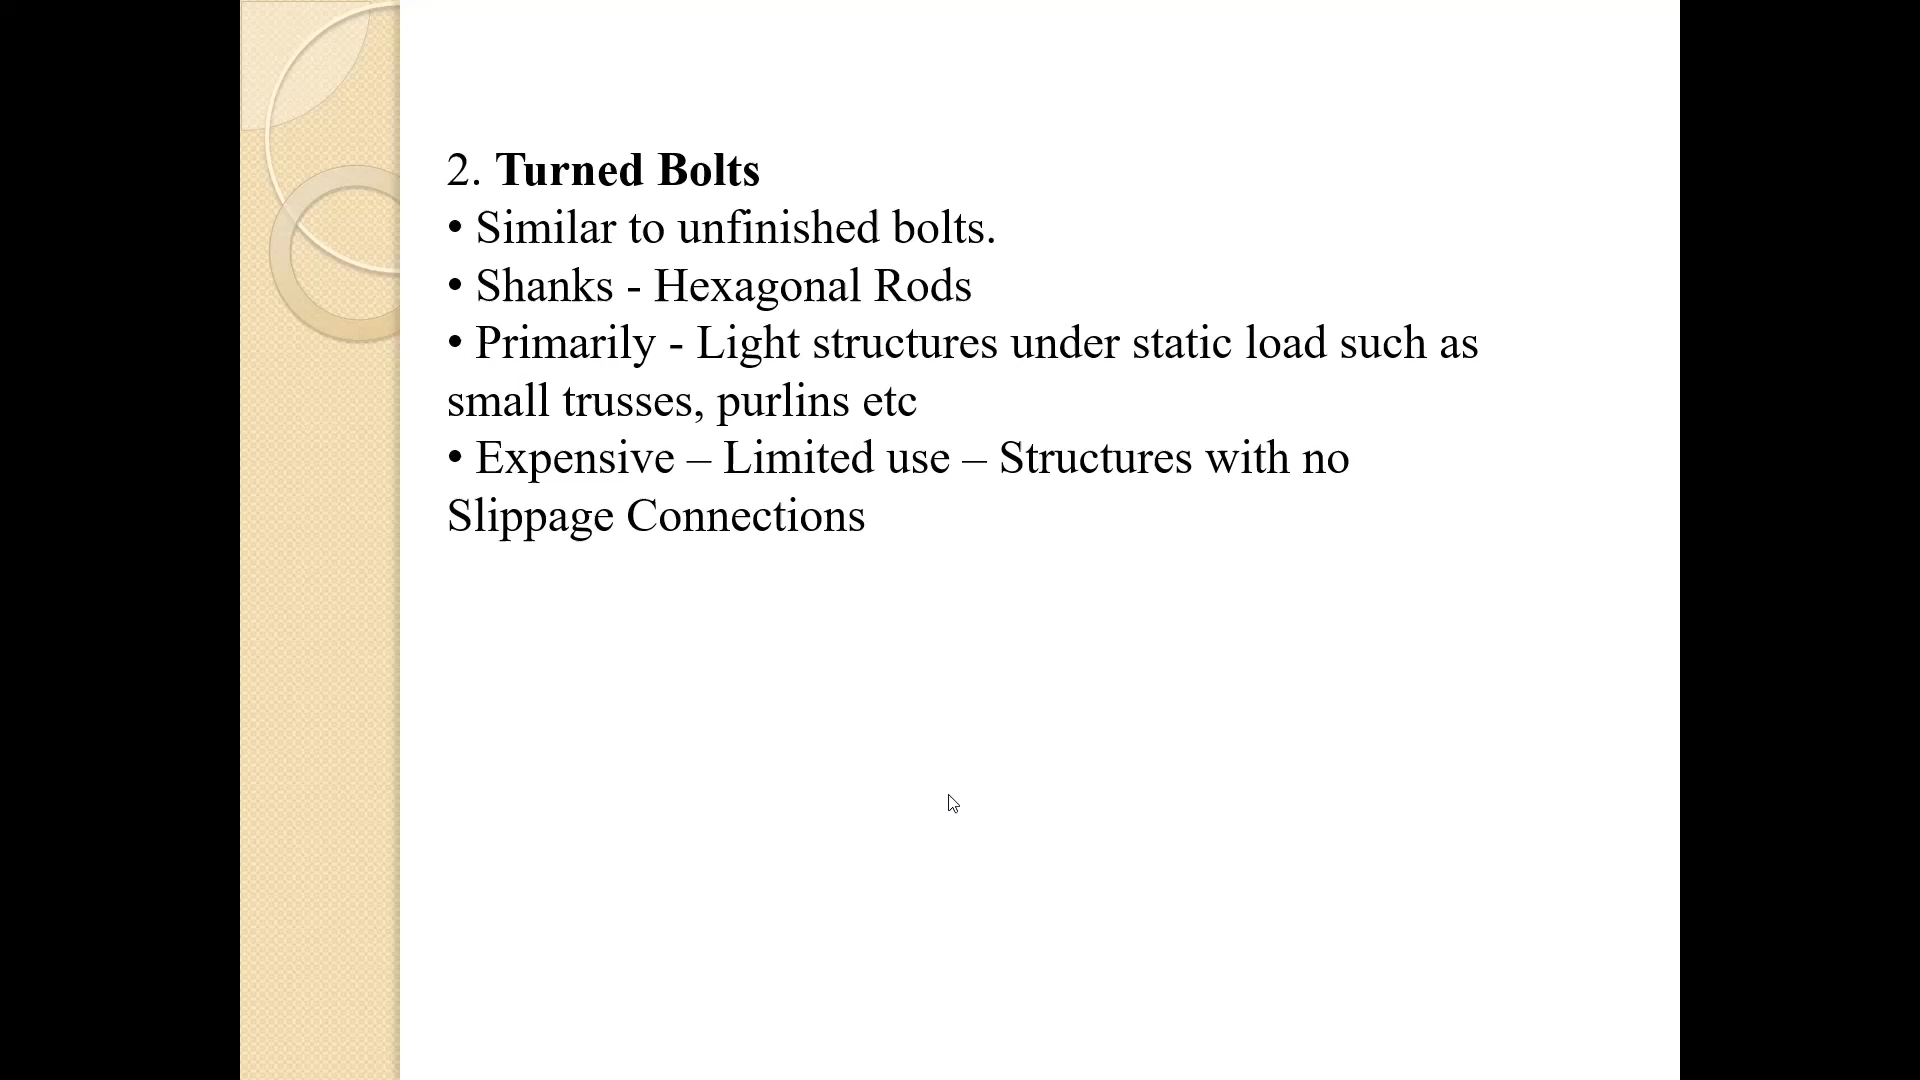 2. Turned Bolts
• Similar to unfinished bolts.
• Shanks - Hexagonal Rods
• Primarily - Light structures under static load such as
small trusses, purlins etc
• Expensive – Limited use – Structures with no
Slippage Connections